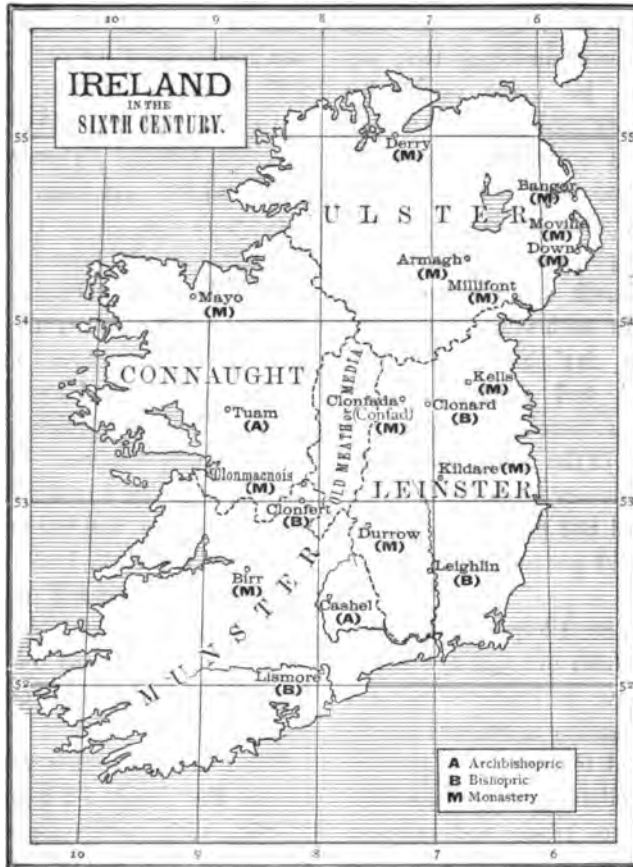 10 9 8 7 6
IRELAND
IN THE
SIXTH CENTURY.
55
55
Derry
(M)
Bangor
(M)
ULSTER
Moville
(M)
Down
(M)
Armagh
(M)
Millifont
(M)
Mayo
(M)
54
54
CONNAUGHT
OLD MEATH or MEDIA
Kells
(M)
Clonfada
(Confad)
(M)
Clonard
(B)
Tuam
(A)
Clonmacnois
(M)
Kildare (M)
LEINSTER
53
53
Clonfert
(B)
Durrow
(M)
Birr
(M)
Leighlin
(B)
MUNSTER
Cashel
(A)
Lismore
(B)
52
52
A Archbishopric
B Bishopric
M Monastery
10 9 8 7 6